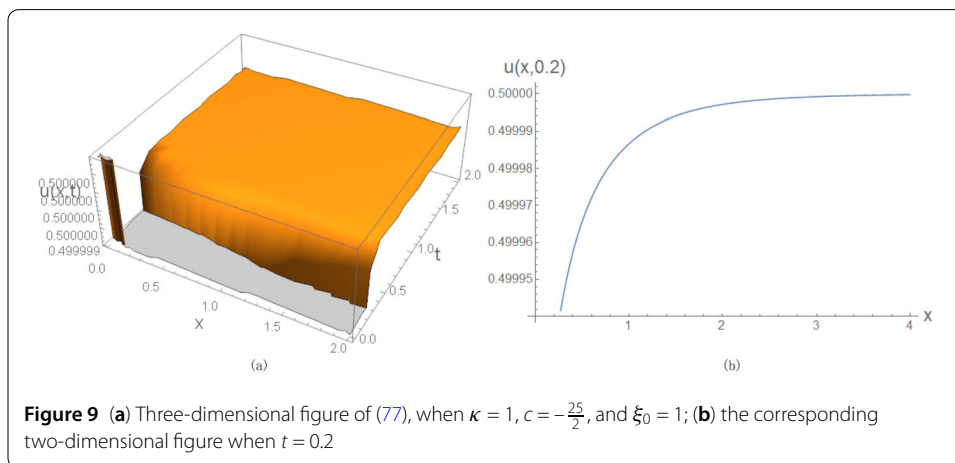 u(x,t)
0.500000
0.500000
0.500000
0.500000
0.499999
0.0
0.5
1.0
1.5
2.0
x
0.0
0.5
1.0
1.5
2.0
t
(a)
u(x,0.2)
0.50000
0.49999
0.49998
0.49997
0.49996
0.49995
1
2
3
4
x
(b)
Figure 9 (a) Three-dimensional figure of (77), when κ = 1, c = –25/2, and ξ0 = 1; (b) the corresponding
two-dimensional figure when t = 0.2